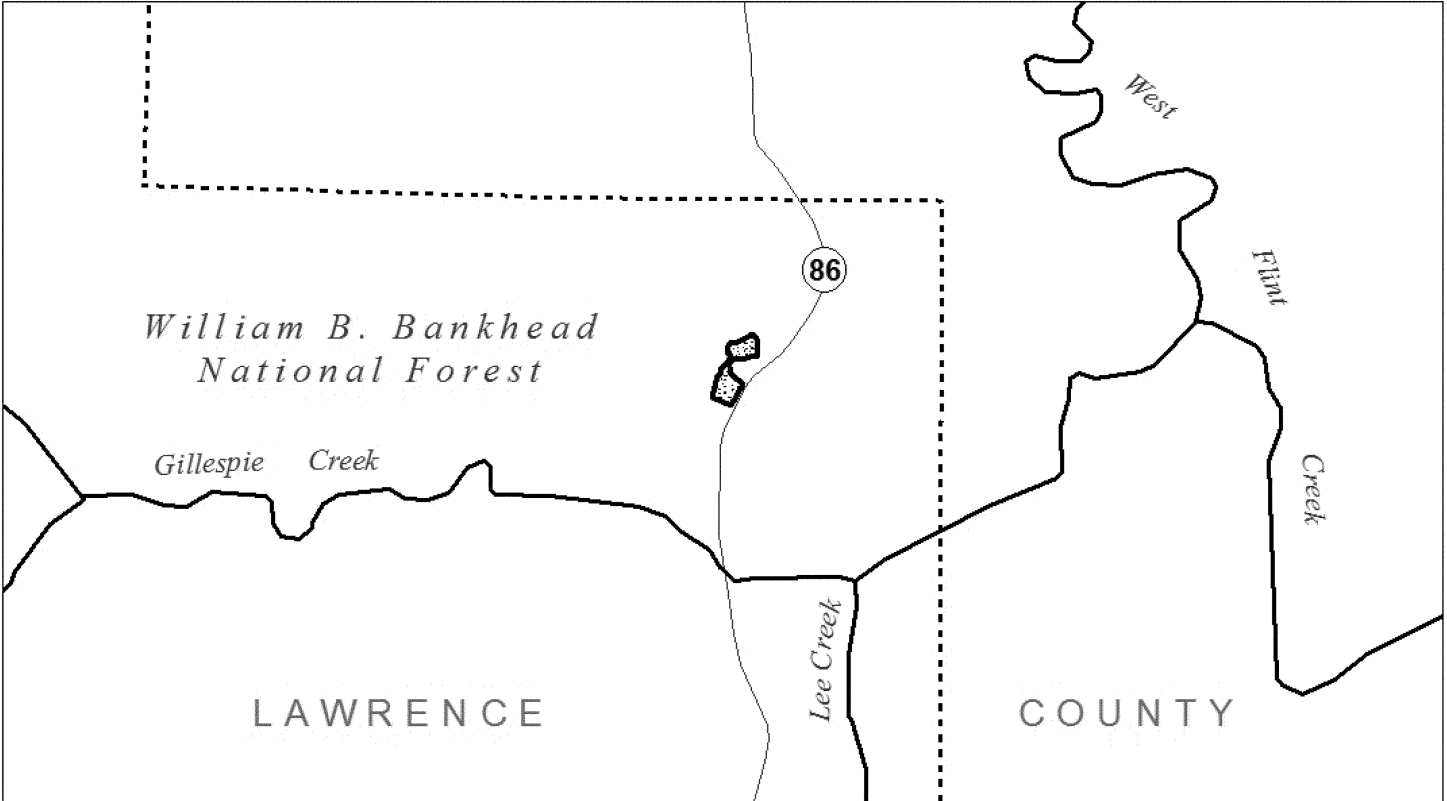 West
Flint
86
William B. Bankhead
National Forest
Gillespie Creek
Creek
Lee Creek
LAWRENCE COUNTY